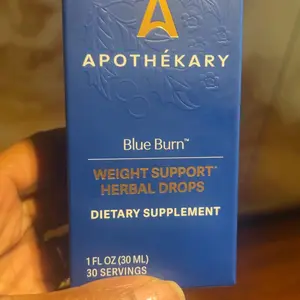 APOTHÉKARY
Blue Burn™
WEIGHT SUPPORT*
HERBAL DROPS
DIETARY SUPPLEMENT
1 FL OZ (30 ML)
30 SERVINGS